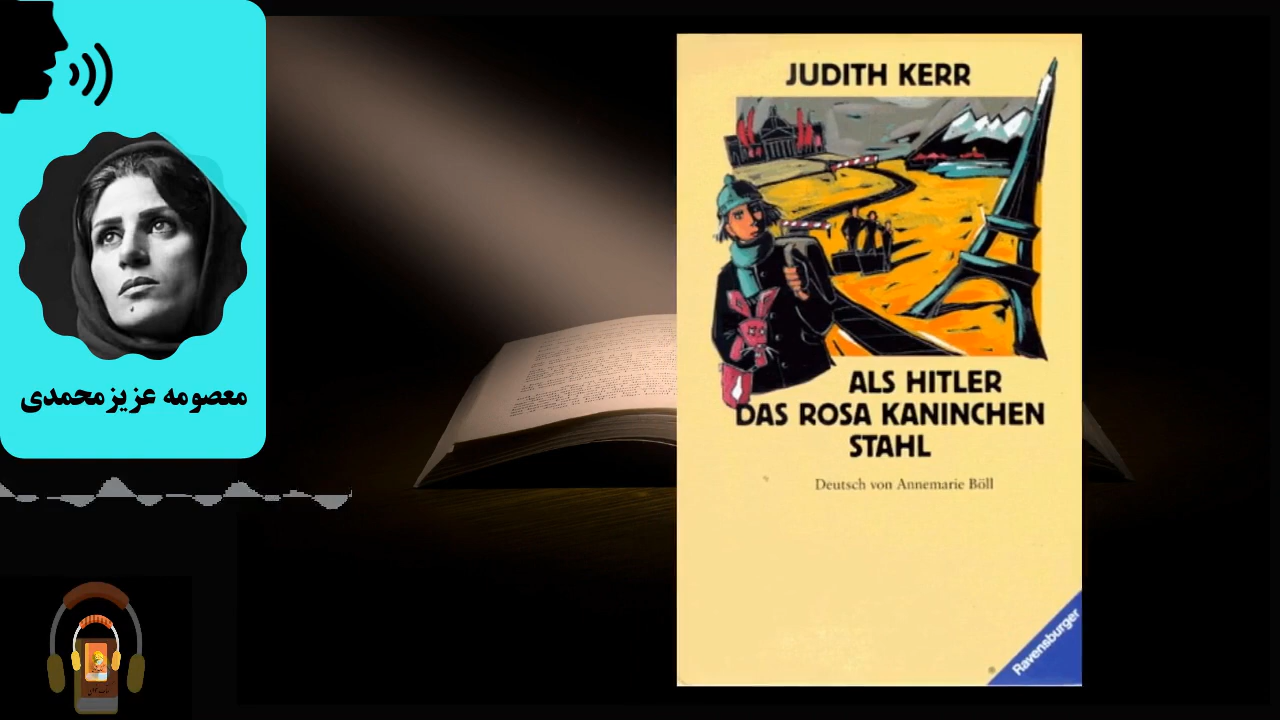 معصومه عزیزمحمدی
JUDITH KERR
ALS HITLER
DAS ROSA KANINCHEN
STAHL
Deutsch von Annemarie Böll
Ravensburger